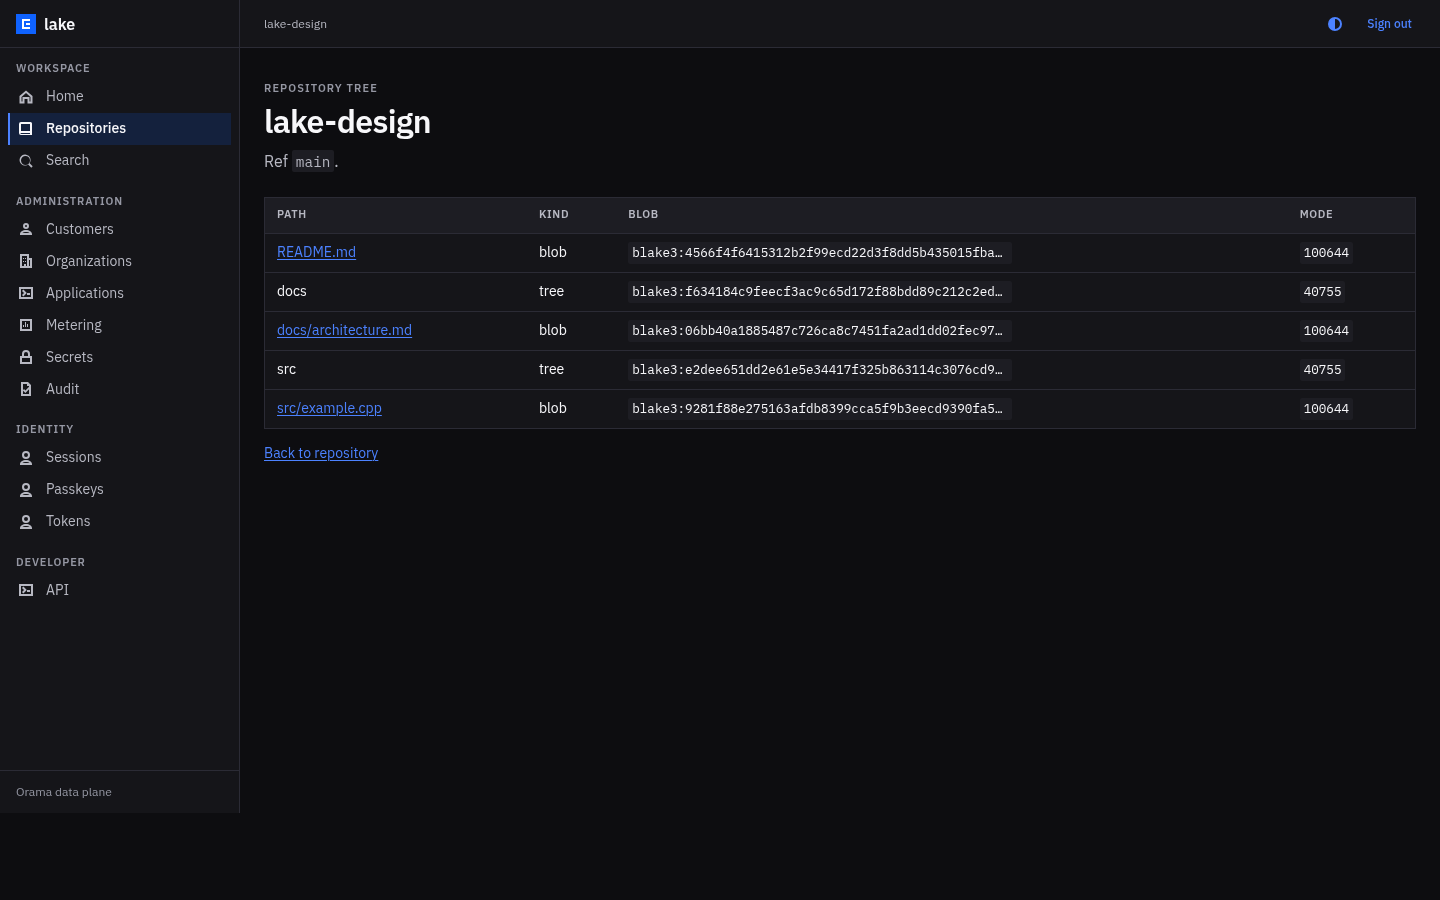 lake
lake-design
Sign out
WORKSPACE
Home
Repositories
Search
ADMINISTRATION
Customers
Organizations
Applications
Metering
Secrets
Audit
IDENTITY
Sessions
Passkeys
Tokens
DEVELOPER
API
Orama data plane
REPOSITORY TREE
lake-design
Ref main.
PATH KIND BLOB MODE
README.md blob blake3:4566f4f6415312b2f99ecd22d3f8dd5b435015fba… 100644
docs tree blake3:f634184c9feecf3ac9c65d172f88bdd89c212c2ed… 40755
docs/architecture.md blob blake3:06bb40a1885487c726ca8c7451fa2ad1dd02fec97… 100644
src tree blake3:e2dee651dd2e61e5e34417f325b863114c3076cd9… 40755
src/example.cpp blob blake3:9281f88e275163afdb8399cca5f9b3eecd9390fa5… 100644
Back to repository